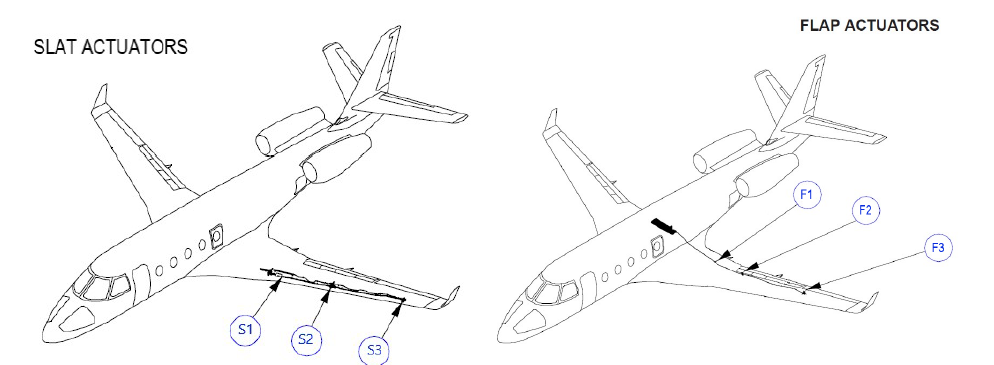 SLAT ACTUATORS
S1
S2
S3
FLAP ACTUATORS
F1
F2
F3